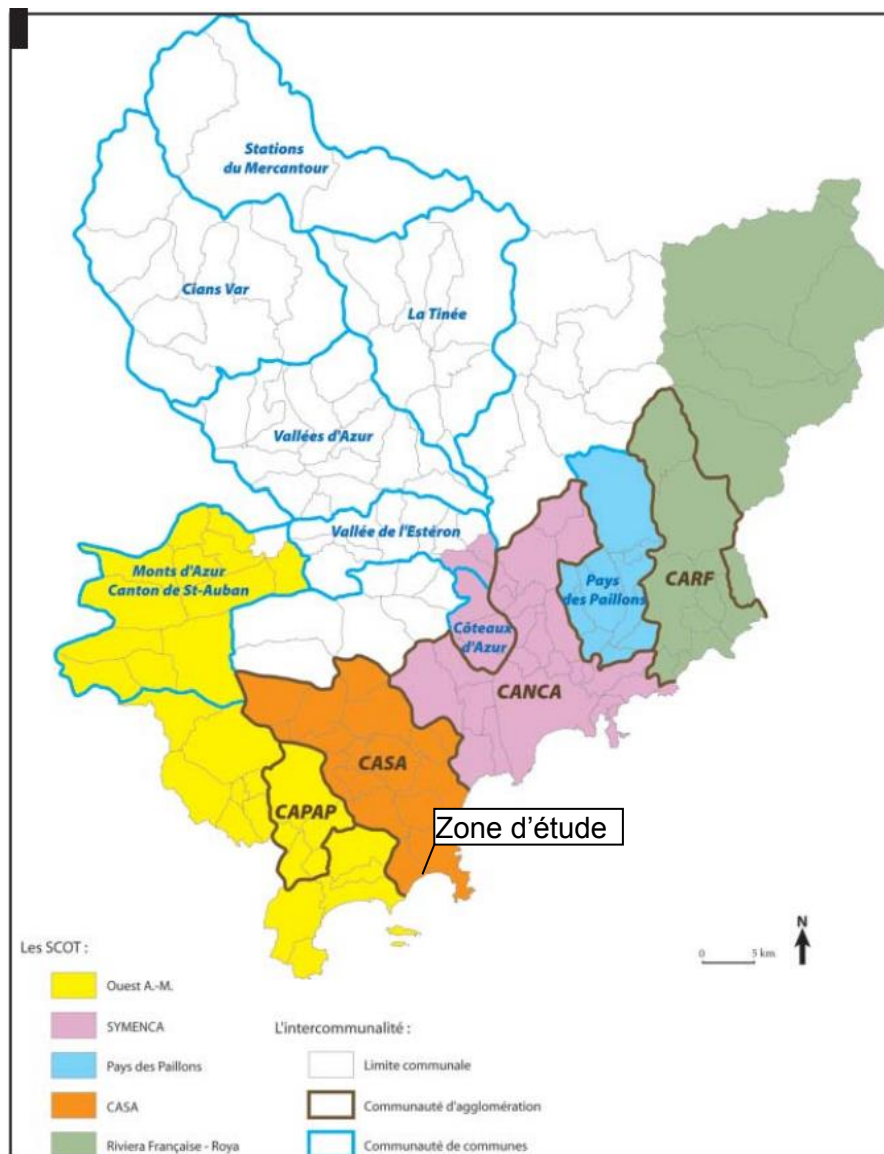 Stations
du Mercantour
Cians Var
La Tinée
Vallées d'Azur
Vallée de l'Estéron
Monts d'Azur
Canton de St-Auban
Pays
des Paillons
CARF
Côteaux
d'Azur
CANCA
CASA
CAPAP
Zone d'étude
N
0 5 km
Les SCOT :
Ouest A.-M.
SYMENCA
Pays des Paillons
CASA
Riviera Française - Roya
L'intercommunalité :
Limite communale
Communauté d'agglomération
Communauté de communes